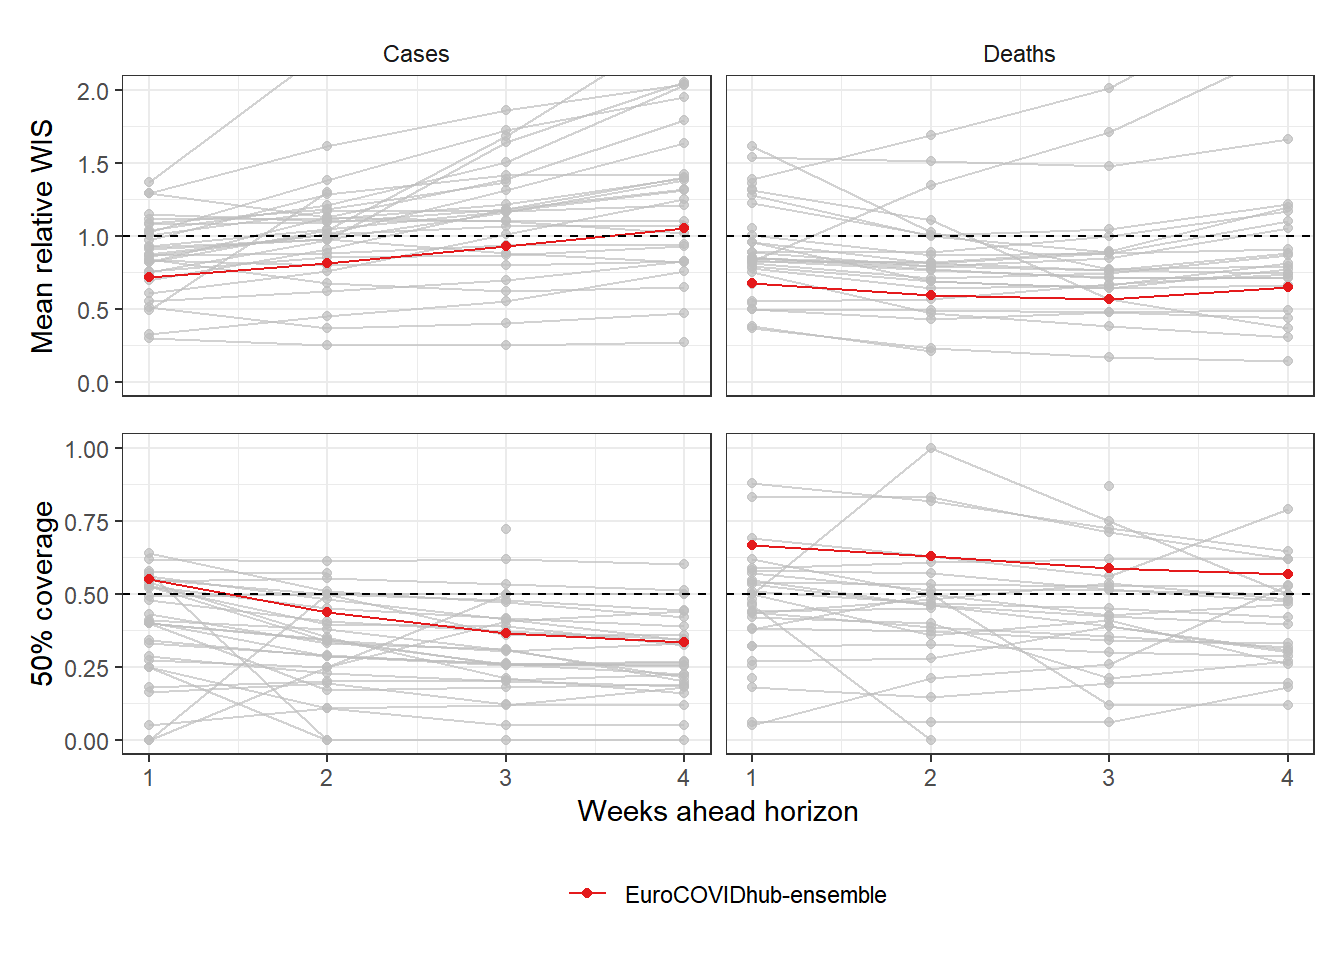 Cases
Deaths
Mean relative WIS
2.0
1.5
1.0
0.5
0.0
50% coverage
1.00
0.75
0.50
0.25
0.00
1 2 3 4
1 2 3 4
Weeks ahead horizon
EuroCOVIDhub-ensemble